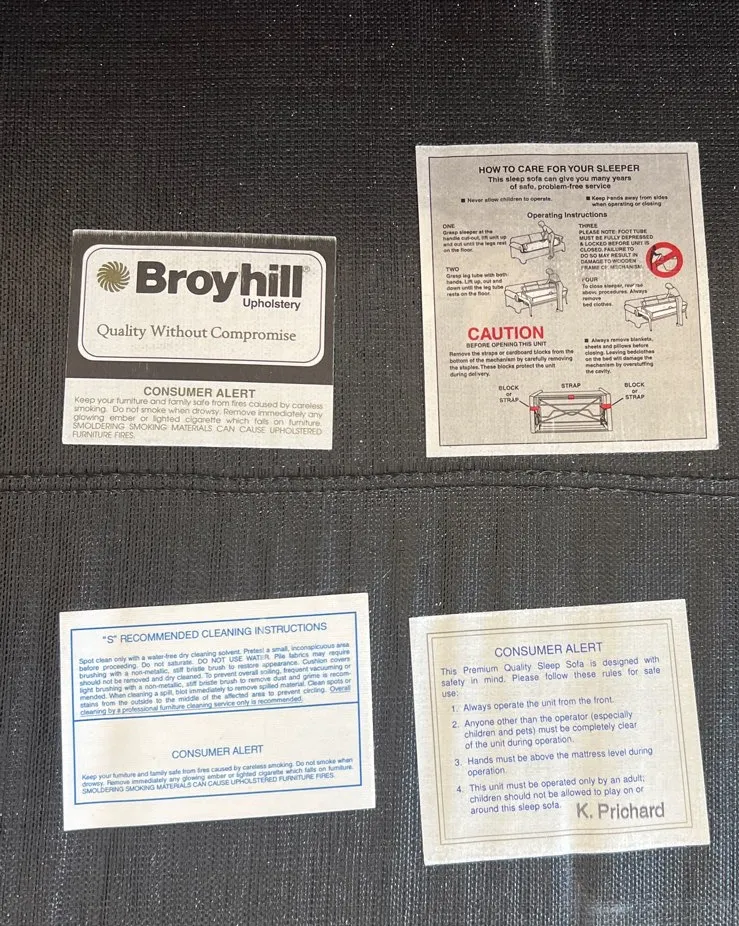 Broyhill®
Upholstery
Quality Without Compromise
CONSUMER ALERT
Keep your furniture and family safe from fires caused by careless
smoking. Do not smoke when drowsy. Remove immediately any
glowing ember or lighted cigarette which falls on furniture.
SMOLDERING SMOKING MATERIALS CAN CAUSE UPHOLSTERED
FURNITURE FIRES.
HOW TO CARE FOR YOUR SLEEPER
This sleep sofa can give you many years
of safe, problem-free service
■ Never allow children to operate.
■ Keep hands away from sides
when operating or closing
Operating Instructions
ONE
Grasp sleeper at the
handle cut-out, lift unit up
and out until the legs rest
on the floor.
TWO
Grasp leg tube with both
hands. Lift up, out and
down until the leg tube
rests on the floor.
THREE
PLEASE NOTE: FOOT TUBE
MUST BE FULLY DEPRESSED
& LOCKED BEFORE UNIT IS
CLOSED. FAILURE TO
DO SO MAY RESULT IN
DAMAGE TO WOODEN
FRAME OF MECHANISM.
FOUR
To close sleeper, reverse
above procedures. Always
remove
bed clothes.
CAUTION
BEFORE OPENING THIS UNIT
Remove the straps or cardboard blocks from the
bottom of the mechanism by carefully removing
the staples. These blocks protect the unit
during delivery.
■ Always remove blankets,
sheets and pillows before
closing. Leaving bedclothes
on the bed will damage the
mechanism by overstuffing
the cavity.
BLOCK
or
STRAP
STRAP
BLOCK
or
STRAP
"S" RECOMMENDED CLEANING INSTRUCTIONS
Spot clean only with a water-free dry cleaning solvent. Pretest a small, inconspicuous area
before proceeding. Do not saturate. DO NOT USE WATER. Pile fabrics may require
brushing with a non-metallic, stiff bristle brush to restore appearance. Cushion covers
should not be removed and dry cleaned. To prevent overall soiling, frequent vacuuming or
light brushing with a non-metallic, stiff bristle brush to remove dust and grime is recom-
mended. When cleaning a spill, blot immediately to remove spilled material. Clean spots or
stains from the outside to the middle of the affected area to prevent circling. Overall
cleaning by a professional furniture cleaning service only is recommended.
CONSUMER ALERT
Keep your furniture and family safe from fires caused by careless smoking. Do not smoke when
drowsy. Remove immediately any glowing ember or lighted cigarette which falls on furniture.
SMOLDERING SMOKING MATERIALS CAN CAUSE UPHOLSTERED FURNITURE FIRES.
CONSUMER ALERT
This Premium Quality Sleep Sofa is designed with
safety in mind. Please follow these rules for safe
use:
1. Always operate the unit from the front.
2. Anyone other than the operator (especially
children and pets) must be completely clear
of the unit during operation.
3. Hands must be above the mattress level during
operation.
4. This unit must be operated only by an adult;
children should not be allowed to play on or
around this sleep sofa.
K. Prichard